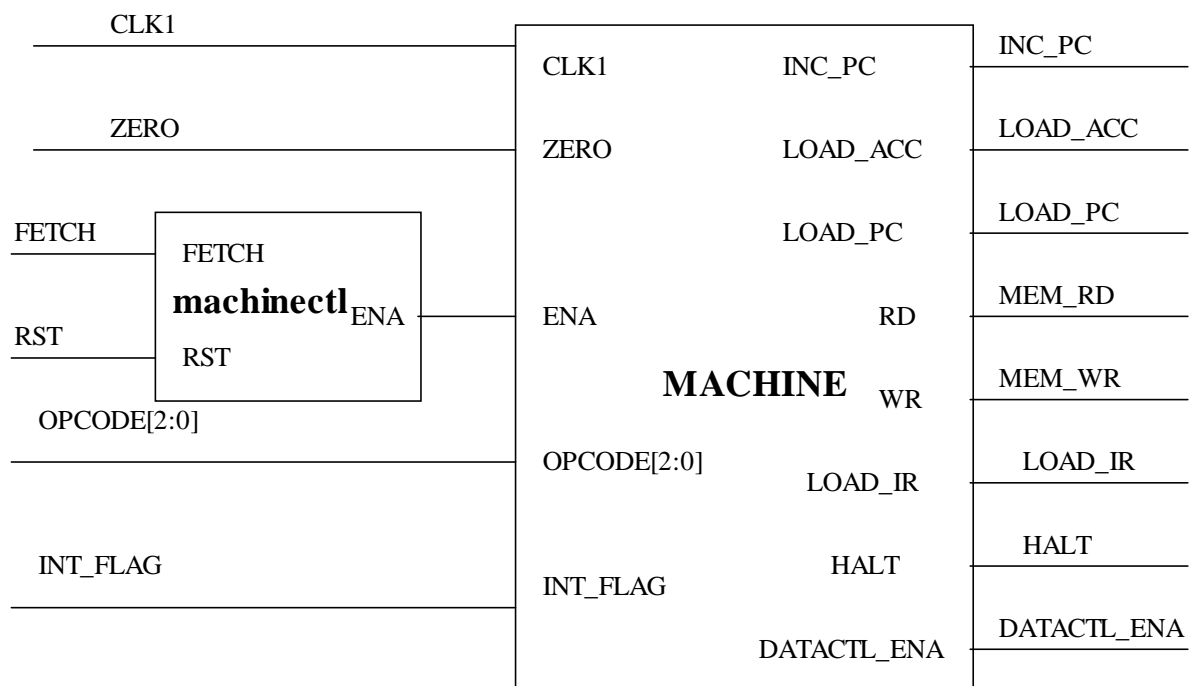 CLK1
CLK1
INC_PC
INC_PC
ZERO
ZERO
LOAD_ACC
LOAD_ACC
FETCH
FETCH
LOAD_PC
LOAD_PC
machinectl
ENA
ENA
RD
MEM_RD
RST
RST
MACHINE
WR
MEM_WR
OPCODE[2:0]
OPCODE[2:0]
LOAD_IR
LOAD_IR
INT_FLAG
INT_FLAG
HALT
HALT
DATACTL_ENA
DATACTL_ENA